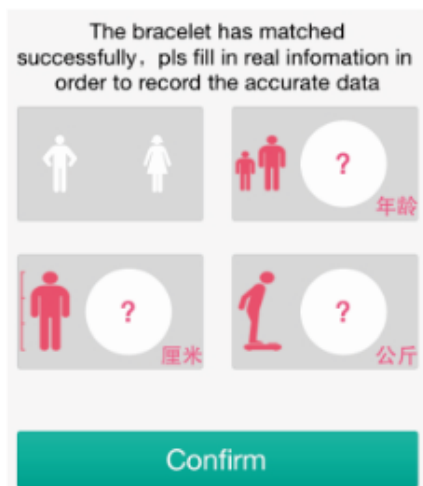 The bracelet has matched
successfully，pls fill in real infomation in
order to record the accurate data
?
年龄
?
厘米
?
公斤
Confirm